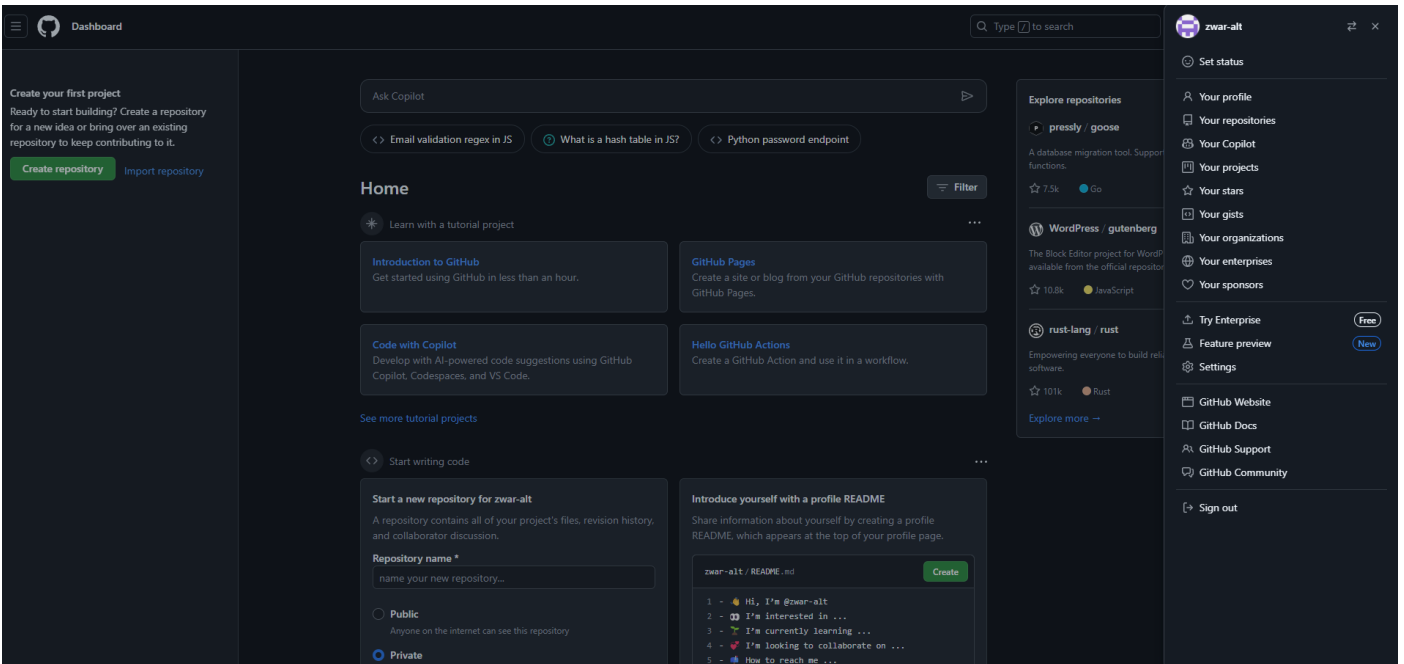 Dashboard
Type / to search
Create your first project
Ready to start building? Create a repository
for a new idea or bring over an existing
repository to keep contributing to it.
Create repository
Import repository
Ask Copilot
Email validation regex in JS
What is a hash table in JS?
Python password endpoint
Home
Filter
Learn with a tutorial project
Introduction to GitHub
Get started using GitHub in less than an hour.
GitHub Pages
Create a site or blog from your GitHub repositories with
GitHub Pages.
Code with Copilot
Develop with AI-powered code suggestions using GitHub
Copilot, Codespaces, and VS Code.
Hello GitHub Actions
Create a GitHub Action and use it in a workflow.
See more tutorial projects
Start writing code
Start a new repository for zwar-alt
A repository contains all of your project's files, revision history,
and collaborator discussion.
Repository name *
name your new repository...
Public
Anyone on the internet can see this repository
Private
Introduce yourself with a profile README
Share information about yourself by creating a profile
README, which appears at the top of your profile page.
zwar-alt / README.md
Create
1 - 👋 Hi, I'm @zwar-alt
2 - 👀 I'm interested in ...
3 - 🌱 I'm currently learning ...
4 - 💞️ I'm looking to collaborate on ...
5 - 📫 How to reach me ...
Explore repositories
pressly / goose
A database migration tool. Suppor
functions.
7.5k Go
WordPress / gutenberg
The Block Editor project for WordP
available from the official repositor
10.8k JavaScript
rust-lang / rust
Empowering everyone to build reli
software.
101k Rust
Explore more →
zwar-alt
Set status
Your profile
Your repositories
Your Copilot
Your projects
Your stars
Your gists
Your organizations
Your enterprises
Your sponsors
Try Enterprise Free
Feature preview New
Settings
GitHub Website
GitHub Docs
GitHub Support
GitHub Community
Sign out